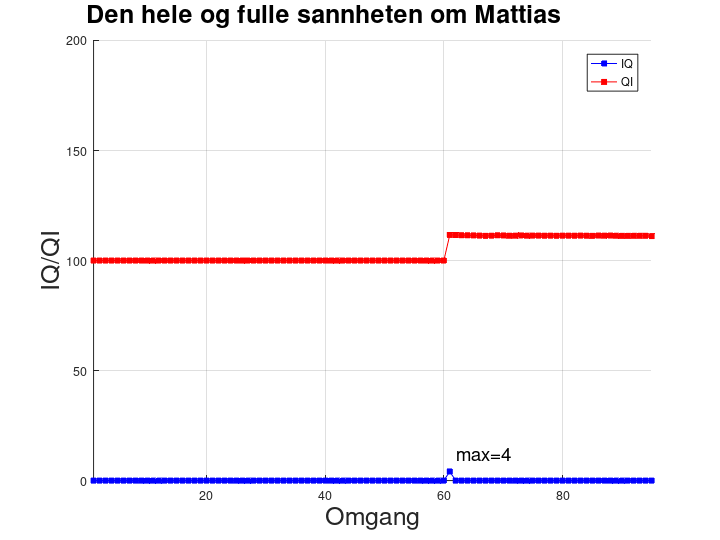 Den hele og fulle sannheten om Mattias
200
IQ
QI
150
IQ/QI
100
50
max=4
0
20 40 60 80
Omgang